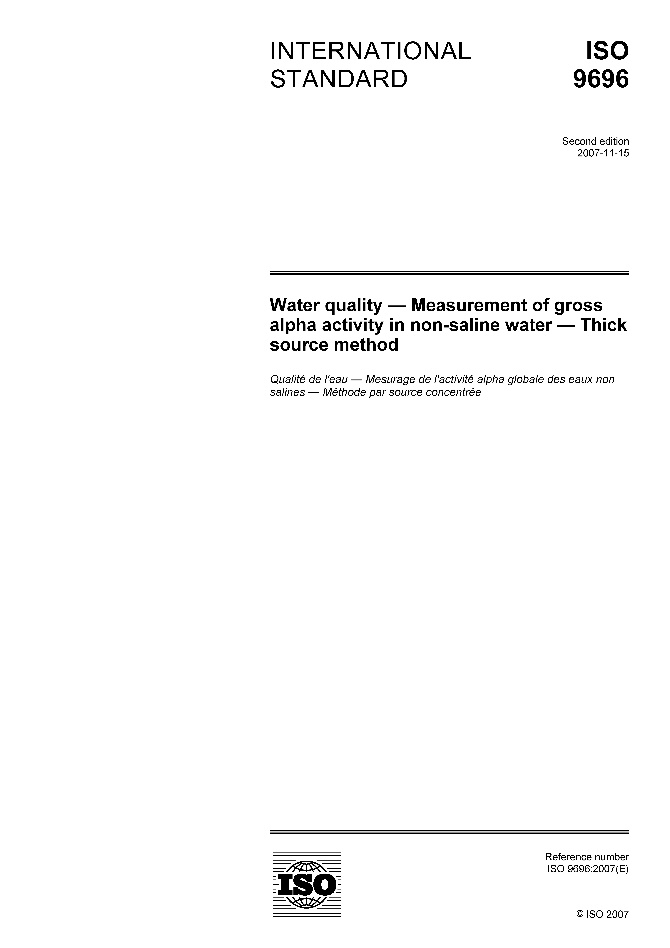 INTERNATIONAL
STANDARD
ISO
9696
Second edition
2007-11-15
Water quality — Measurement of gross
alpha activity in non-saline water — Thick
source method
Qualité de l'eau — Mesurage de l'activité alpha globale des eaux non
salines — Méthode par source concentrée
ISO
Reference number
ISO 9696:2007(E)
© ISO 2007